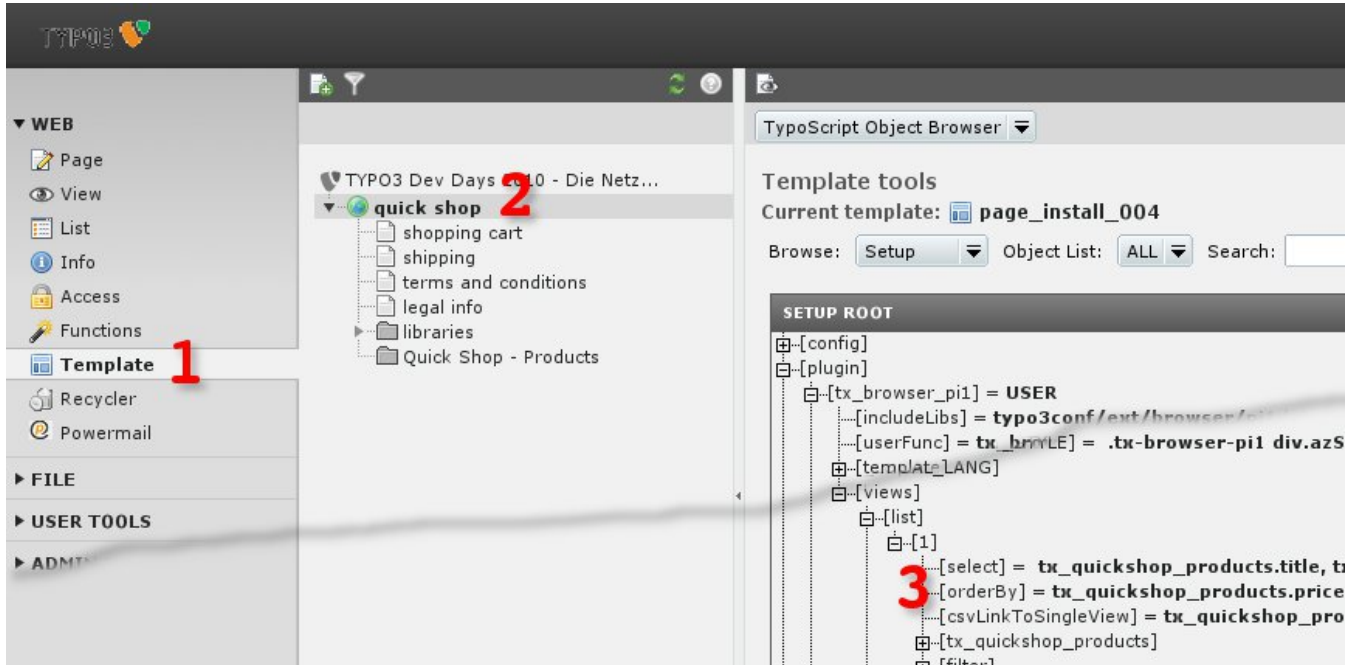 TYPO3
WEB
Page
View
List
Info
Access
Functions
Template
1
Recycler
Powermail
FILE
USER TOOLS
TYPO3 Dev Days 2010 - Die Netz...
2
quick shop
shopping cart
shipping
terms and conditions
legal info
libraries
Quick Shop - Products
TypoScript Object Browser
Template tools
Current template: page_install_004
Browse: Setup Object List: ALL Search:
SETUP ROOT
[config]
[plugin]
[tx_browser_pi1] = USER
[includeLibs] = typo3conf/ext/browser/
[userFunc] = .tx-browser-pi1 div.azS
[template LANG]
[views]
[list]
[1]
[select] = tx_quickshop_products.title, t
3
[orderBy] = tx_quickshop_products.price
[csvLinkToSingleView] = tx_quickshop_pro
[tx_quickshop_products]
[filter]